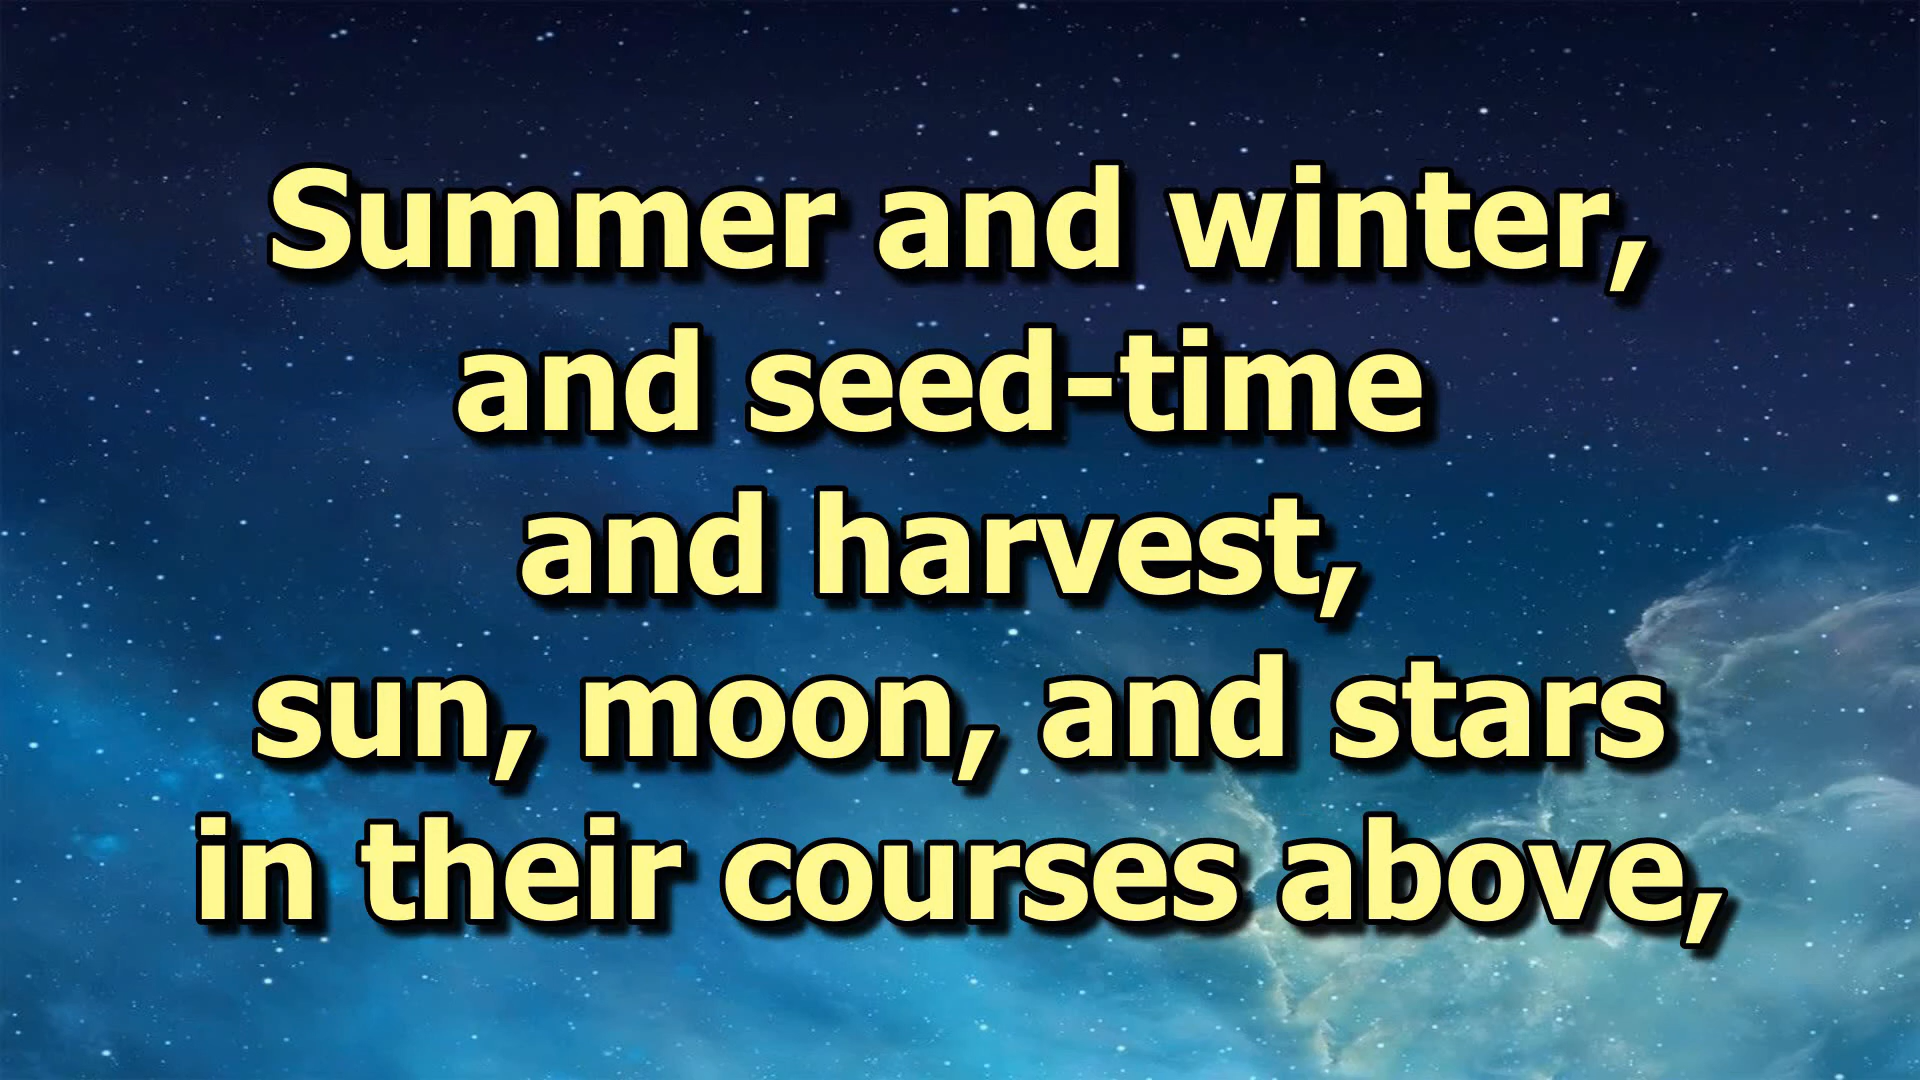 Summer and winter,
and seed-time
and harvest,
sun, moon, and stars
in their courses above,